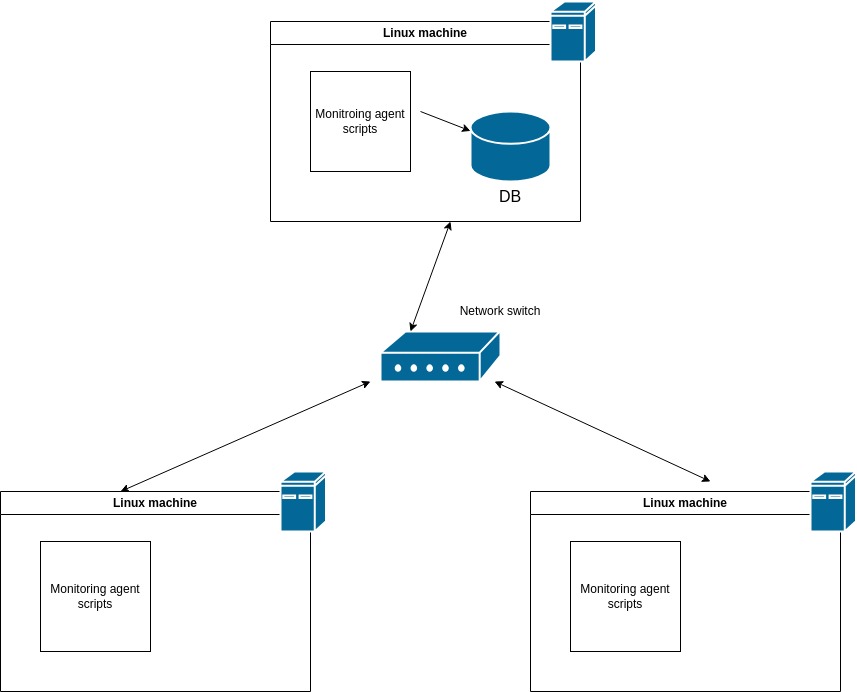 Linux machine
Monitroing agent
scripts
DB
Network switch
Linux machine
Monitoring agent
scripts
Linux machine
Monitoring agent
scripts